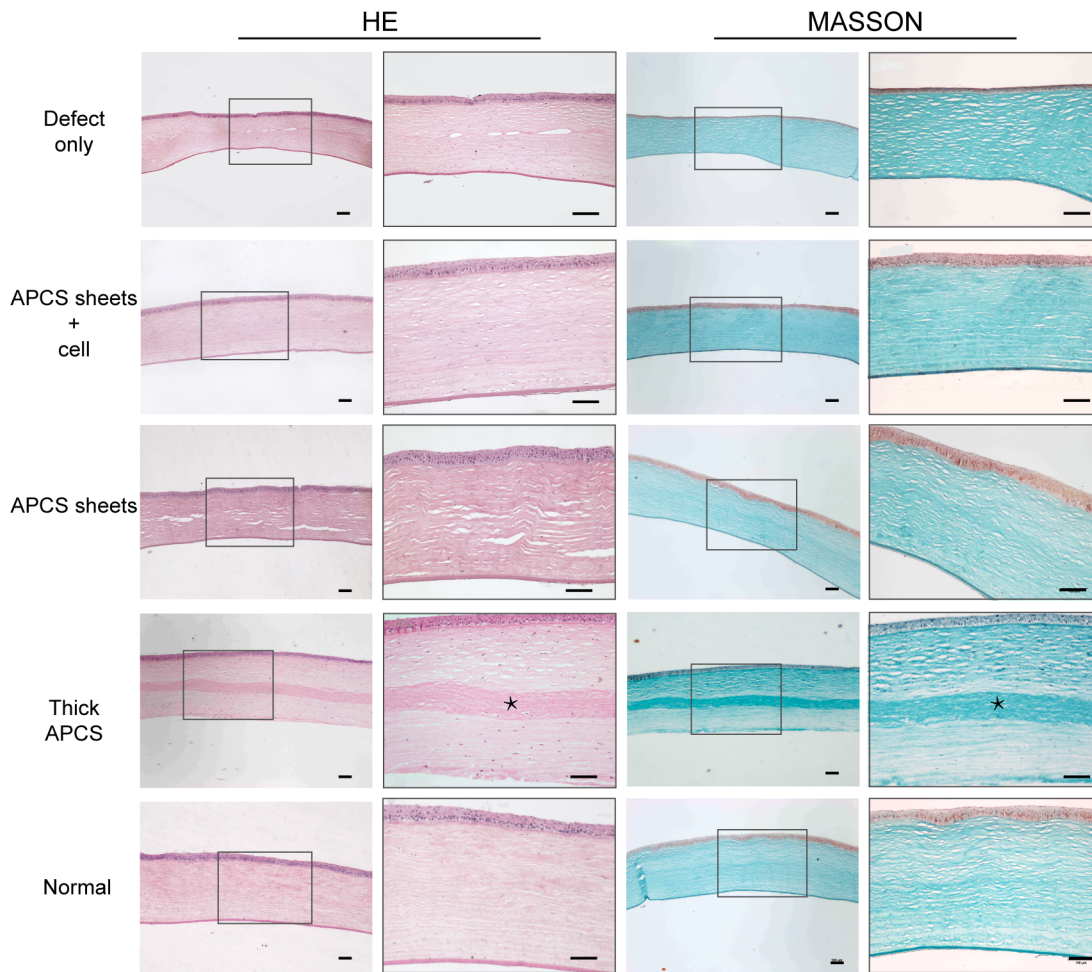 HE
MASSON
Defect
only
APCS sheets
+
cell
APCS sheets
Thick
APCS
Normal